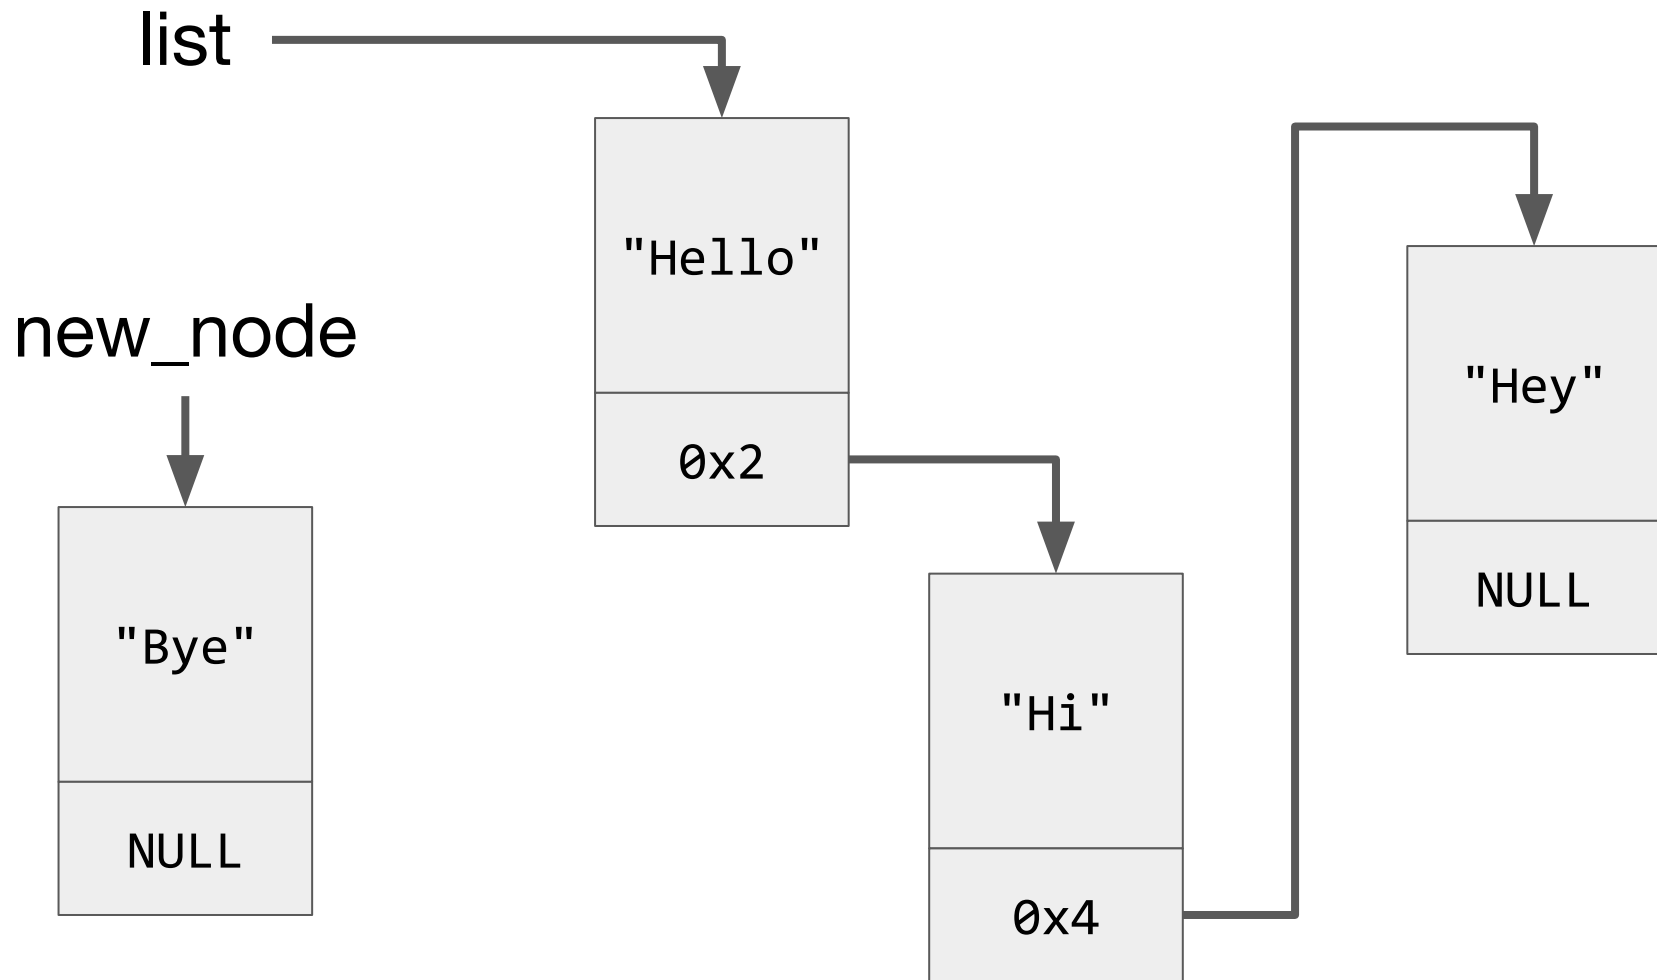 list
new_node
"Bye"
NULL
"Hello"
0x2
"Hi"
0x4
"Hey"
NULL